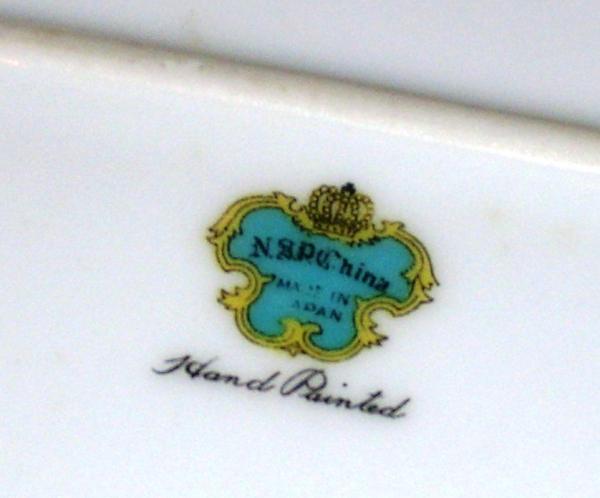 N.S.P. China
MADE IN
JAPAN
Hand Painted